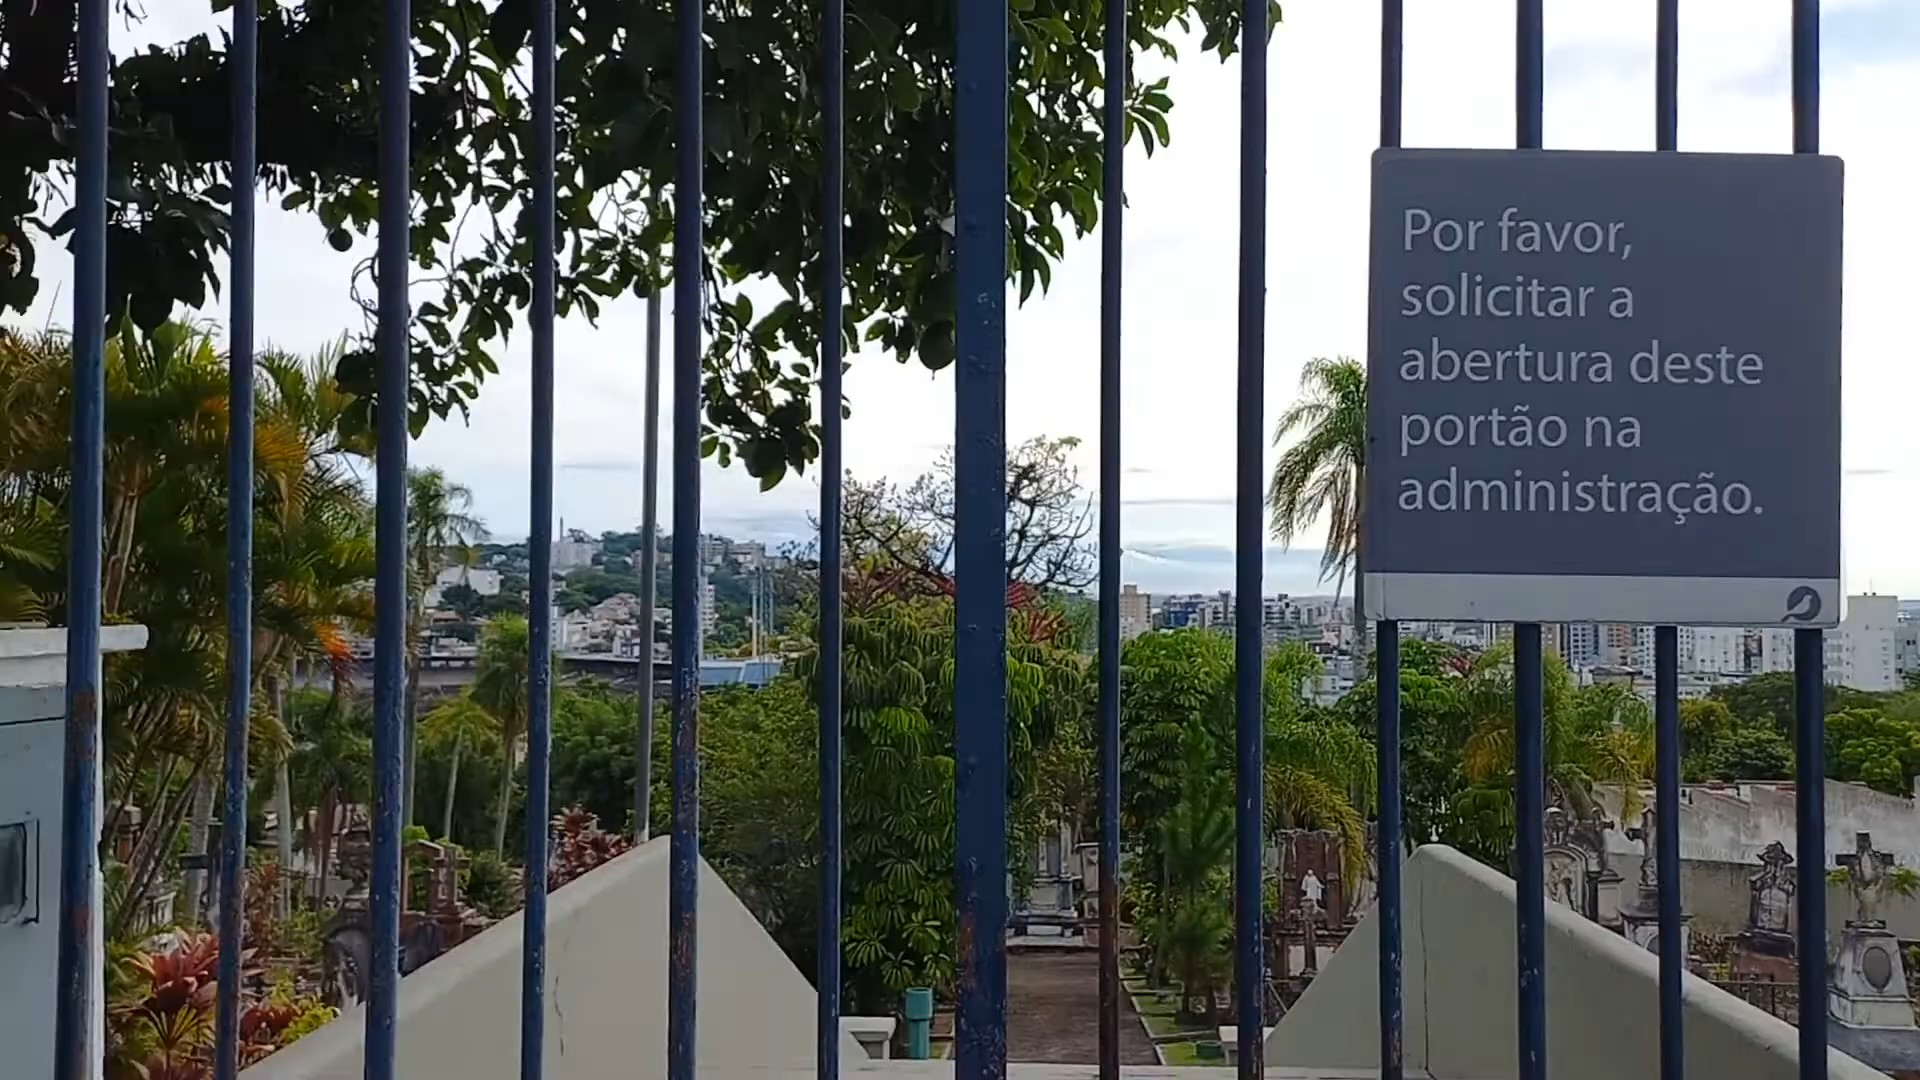 Por favor,
solicitar a
abertura deste
portão na
administração.